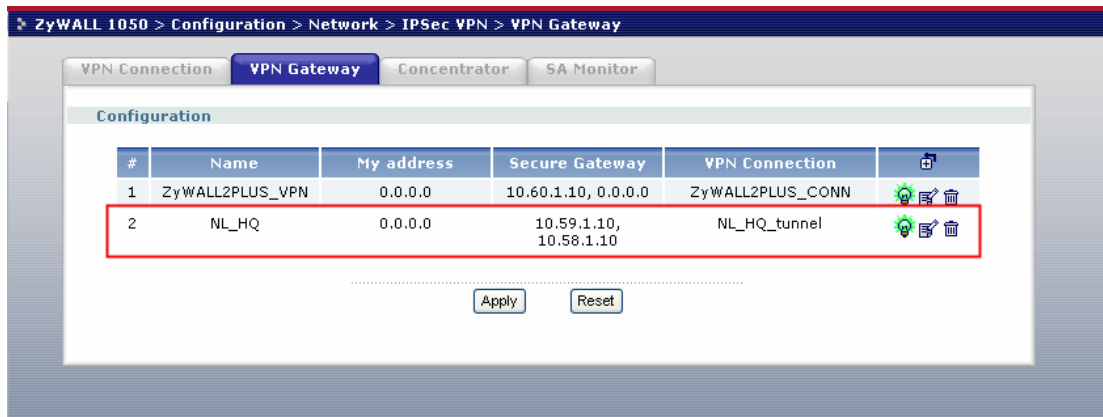 ZyWALL 1050 > Configuration > Network > IPSec VPN > VPN Gateway
VPN Connection VPN Gateway Concentrator SA Monitor
Configuration
# Name My address Secure Gateway VPN Connection
1 ZyWALL2PLUS_VPN 0.0.0.0 10.60.1.10, 0.0.0.0 ZyWALL2PLUS_CONN
2 NL_HQ 0.0.0.0 10.59.1.10, NL_HQ_tunnel
10.58.1.10
Apply Reset